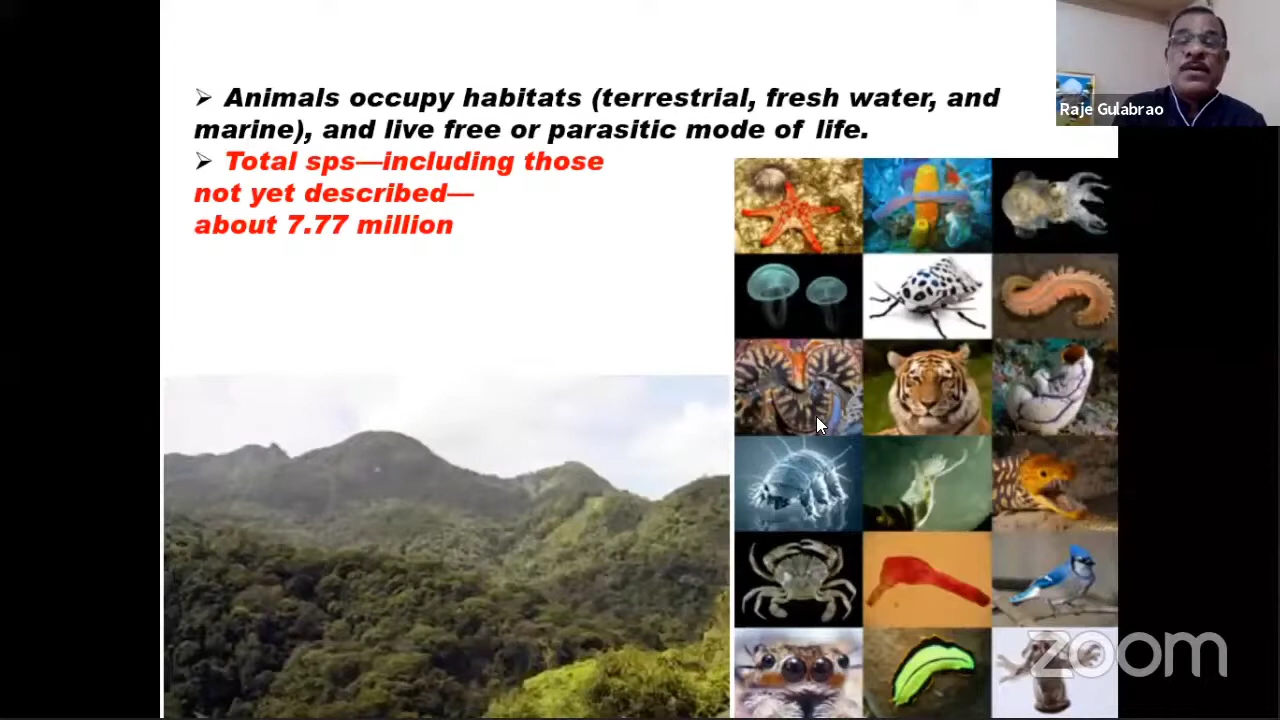 ➢ Animals occupy habitats (terrestrial, fresh water, and
marine), and live free or parasitic mode of life.
➢ Total sps—including those
not yet described—
about 7.77 million
Raje Gulabrao
zoom